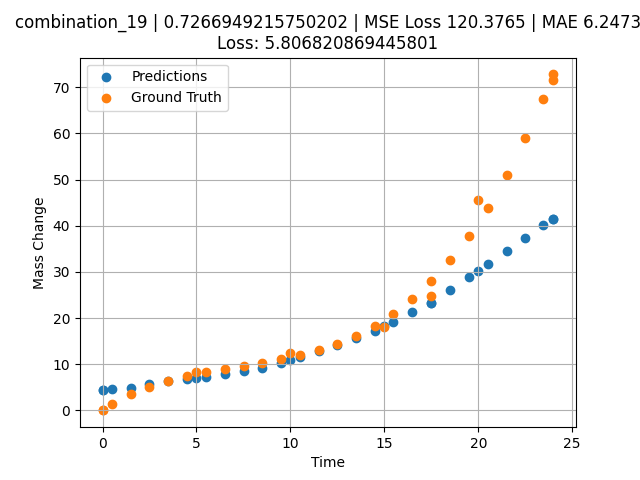 combination_19 | 0.7266949215750202 | MSE Loss 120.3765 | MAE 6.2473
Loss: 5.806820869445801
Predictions
Ground Truth
70
60
50
40
30
20
10
0
Mass Change
0
5
10
15
20
25
Time